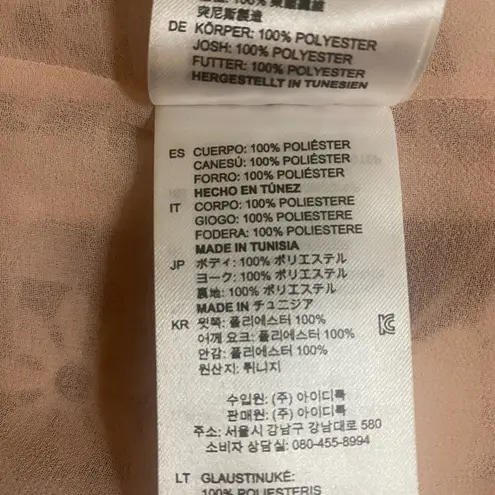 突尼斯製造
DE KÖRPER: 100% POLYESTER
JOSH: 100% POLYESTER
FUTTER: 100% POLYESTER
HERGESTELLT IN TUNESIEN
ES CUERPO: 100% POLIÉSTER
CANESÚ: 100% POLIÉSTER
FORRO: 100% POLIÉSTER
HECHO EN TÚNEZ
IT CORPO: 100% POLIESTERE
GIOGO: 100% POLIESTERE
FODERA: 100% POLIESTERE
MADE IN TUNISIA
JP ボディ: 100% ポリエステル
ヨーク: 100% ポリエステル
裏地: 100% ポリエステル
MADE IN チュニジア
KR 윗쪽: 폴리에스터 100%
어깨 요크: 폴리에스터 100%
안감: 폴리에스터 100%
원산지: 튀니지
수입원: (주) 아이디룩
판매원: (주) 아이디룩
주소: 서울시 강남구 강남대로 580
소비자 상담실: 080-455-8994
LT GLAUSTINUKĖ:
100% POLIESTERIS